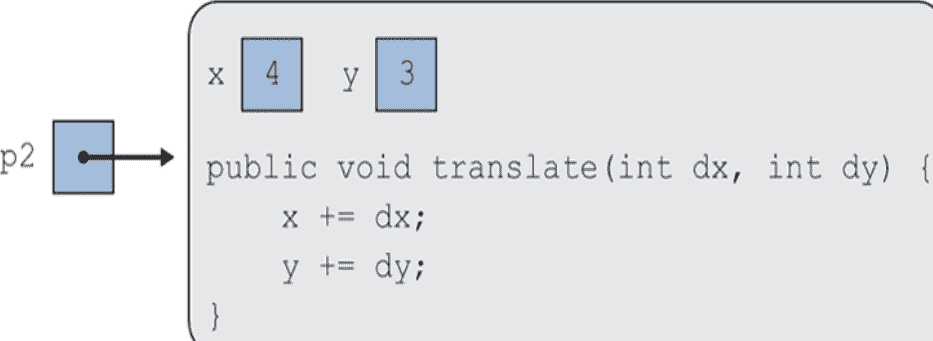 x 4 y 3
p2
public void translate(int dx, int dy) {
    x += dx;
    y += dy;
}